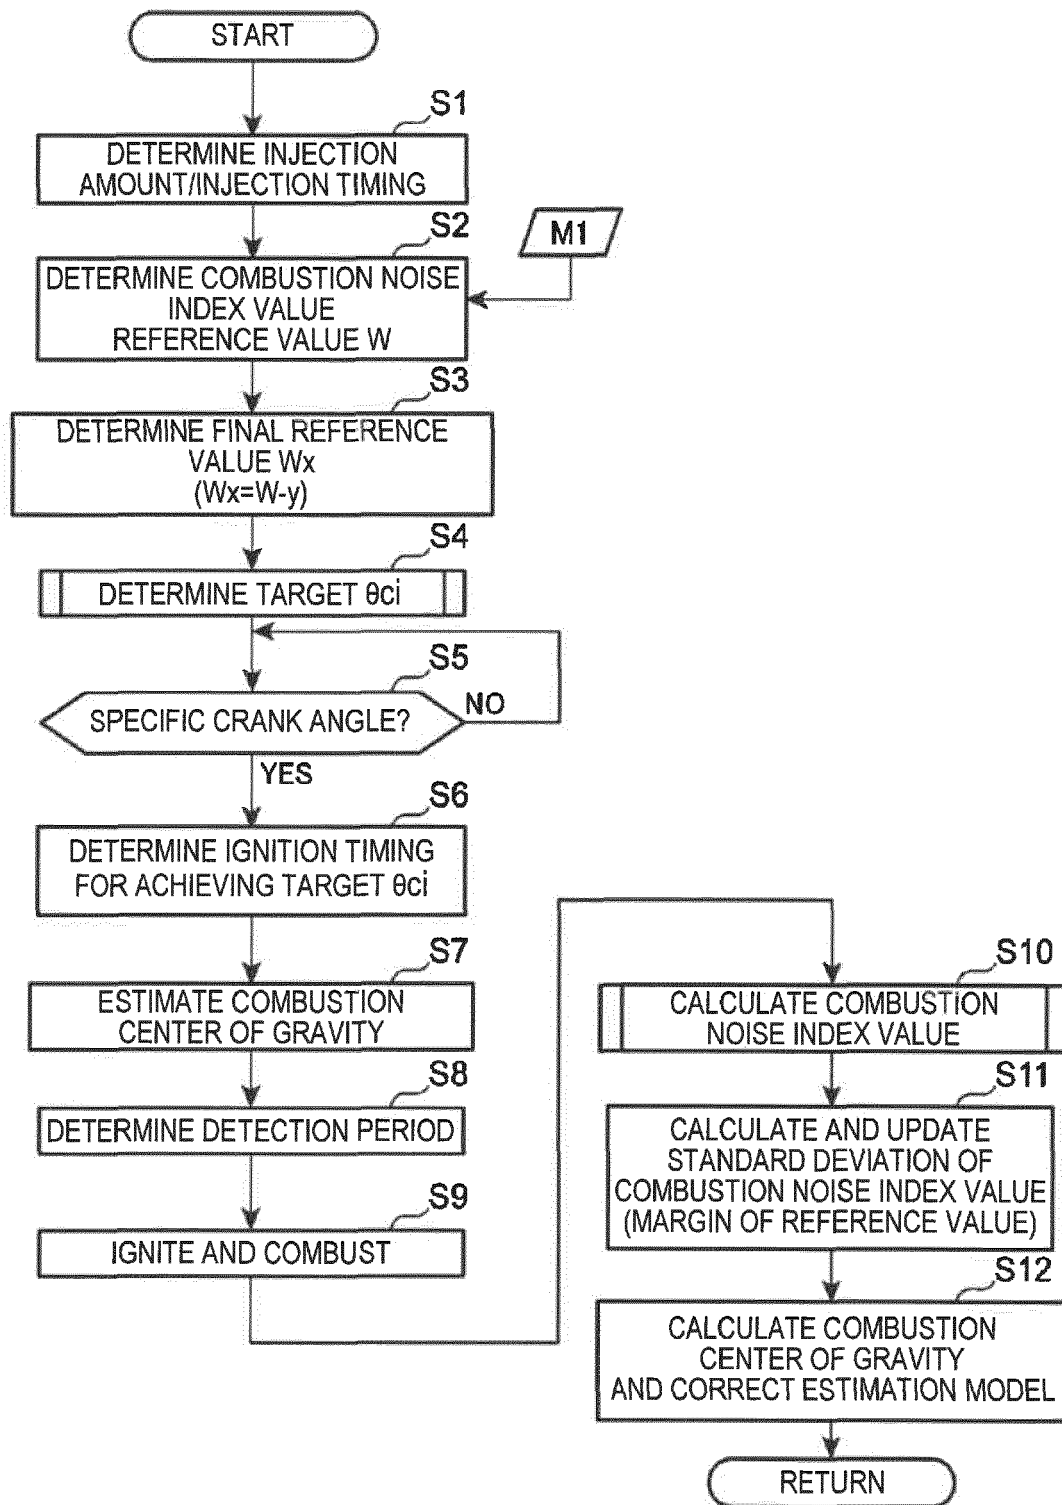 START
S1
DETERMINE INJECTION
AMOUNT/INJECTION TIMING
S2
M1
DETERMINE COMBUSTION NOISE
INDEX VALUE
REFERENCE VALUE W
S3
DETERMINE FINAL REFERENCE
VALUE Wx
(Wx=W-y)
S4
DETERMINE TARGET θci
S5
SPECIFIC CRANK ANGLE?
NO
YES
S6
DETERMINE IGNITION TIMING
FOR ACHIEVING TARGET θci
S7
ESTIMATE COMBUSTION
CENTER OF GRAVITY
S8
DETERMINE DETECTION PERIOD
S9
IGNITE AND COMBUST
S10
CALCULATE COMBUSTION
NOISE INDEX VALUE
S11
CALCULATE AND UPDATE
STANDARD DEVIATION OF
COMBUSTION NOISE INDEX VALUE
(MARGIN OF REFERENCE VALUE)
S12
CALCULATE COMBUSTION
CENTER OF GRAVITY
AND CORRECT ESTIMATION MODEL
RETURN